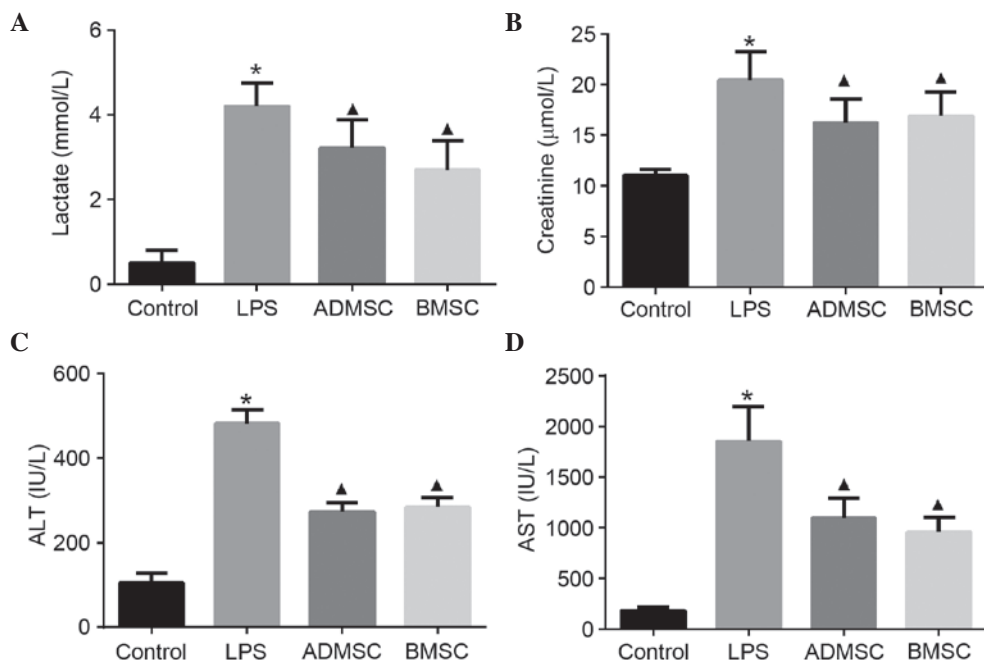 A
Lactate (mmol/L)
6
4
2
0
*
▲
▲
Control LPS ADMSC BMSC
B
Creatinine (μmol/L)
25
20
15
10
5
0
*
▲
▲
Control LPS ADMSC BMSC
C
ALT (IU/L)
600
400
200
0
*
▲
▲
Control LPS ADMSC BMSC
D
AST (IU/L)
2500
2000
1500
1000
500
0
*
▲
▲
Control LPS ADMSC BMSC